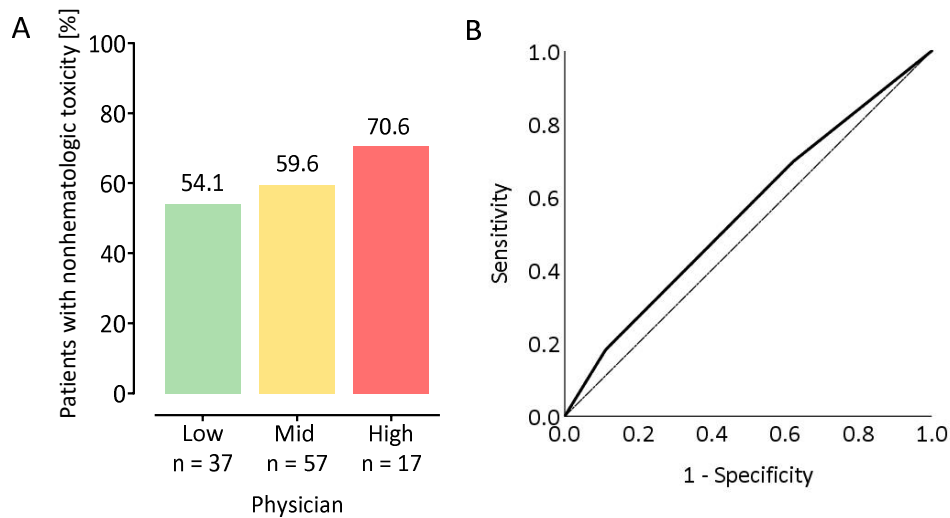 A
Patients with nonhematologic toxicity [%]
100
80
60
40
20
0
54.1
59.6
70.6
Low
Mid
High
n = 37
n = 57
n = 17
Physician
B
Sensitivity
1.0
0.8
0.6
0.4
0.2
0.0
0.0
0.2
0.4
0.6
0.8
1.0
1 - Specificity